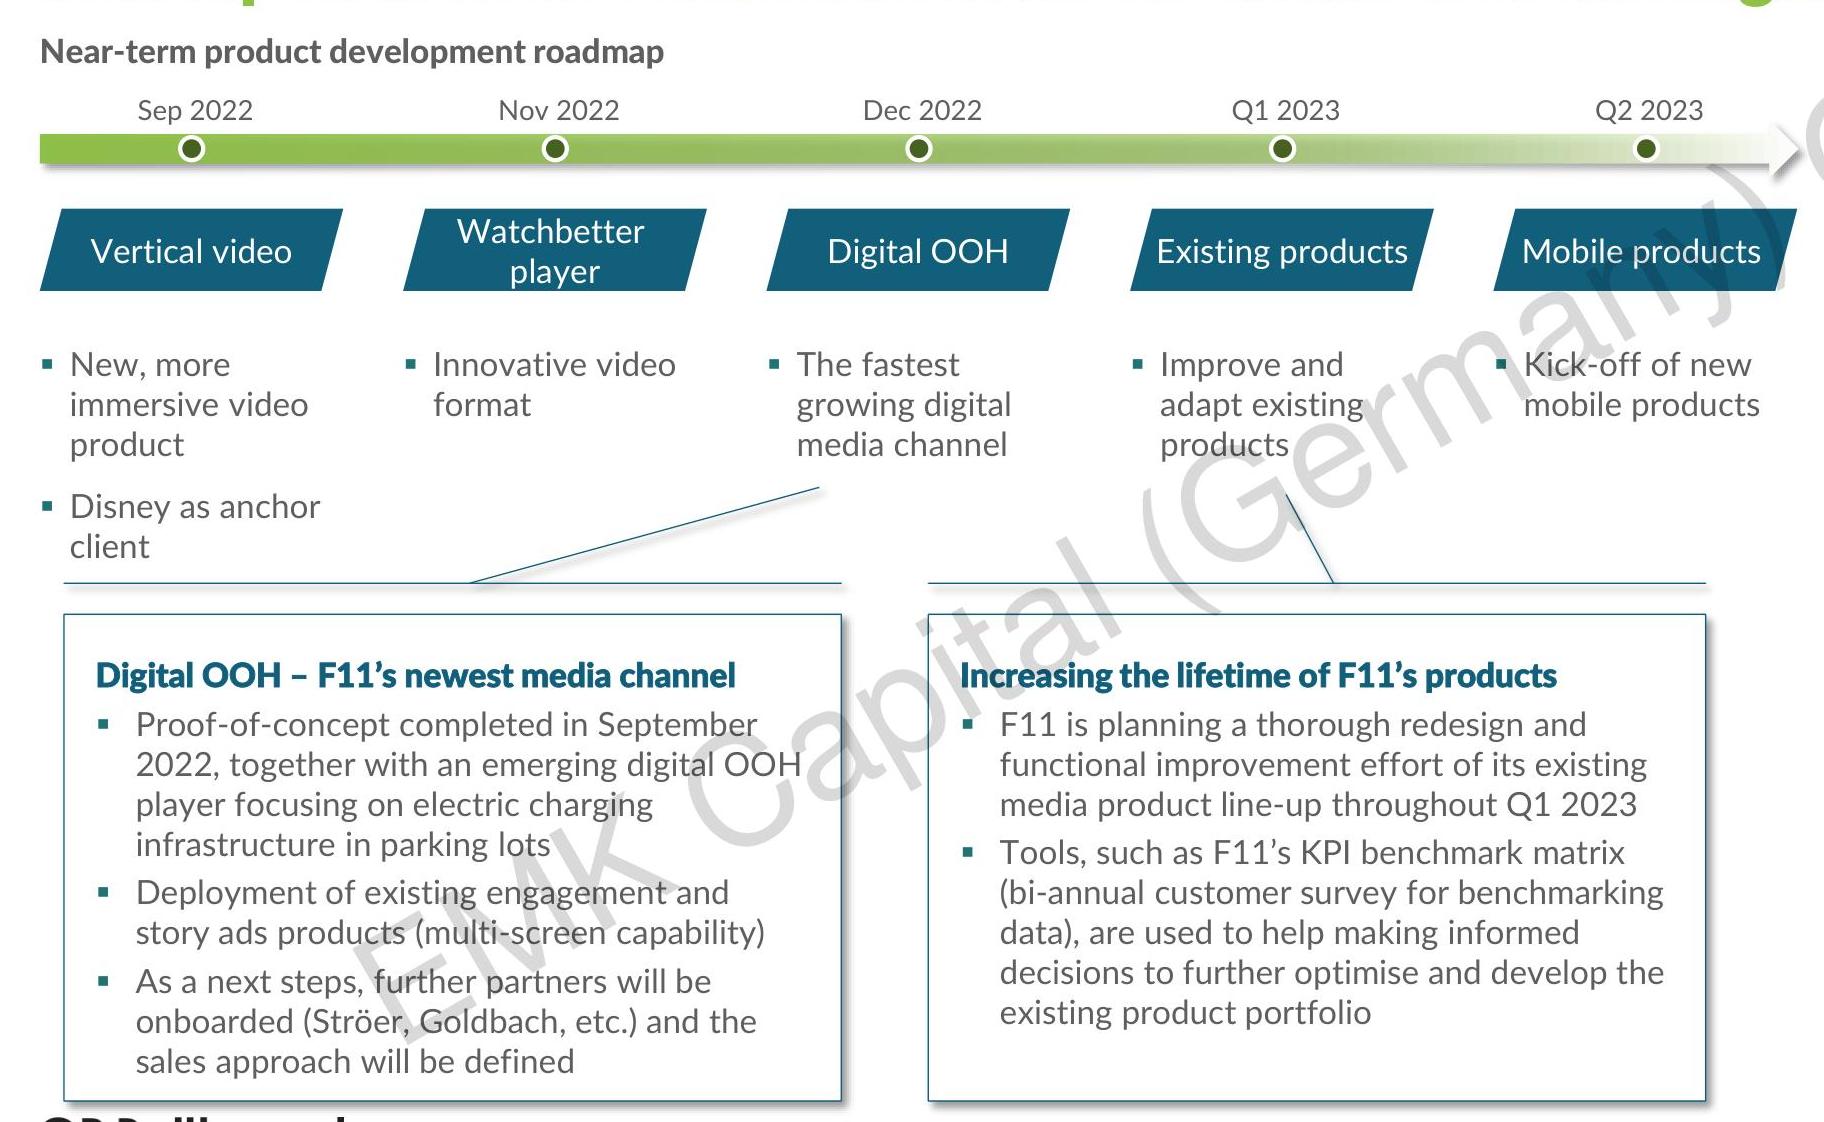 Near-term product development roadmap
Sep 2022
Nov 2022
Dec 2022
Q1 2023
Q2 2023
Vertical video
Watchbetter
player
Digital OOH
Existing products
Mobile products
▪ New, more
immersive video
product
▪ Disney as anchor
client
▪ Innovative video
format
▪ The fastest
growing digital
media channel
▪ Improve and
adapt existing
products
▪ Kick-off of new
mobile products
Digital OOH – F11’s newest media channel
▪ Proof-of-concept completed in September
2022, together with an emerging digital OOH
player focusing on electric charging
infrastructure in parking lots
▪ Deployment of existing engagement and
story ads products (multi-screen capability)
▪ As a next steps, further partners will be
onboarded (Ströer, Goldbach, etc.) and the
sales approach will be defined
Increasing the lifetime of F11’s products
▪ F11 is planning a thorough redesign and
functional improvement effort of its existing
media product line-up throughout Q1 2023
▪ Tools, such as F11’s KPI benchmark matrix
(bi-annual customer survey for benchmarking
data), are used to help making informed
decisions to further optimise and develop the
existing product portfolio
EMK Capital (Germany)